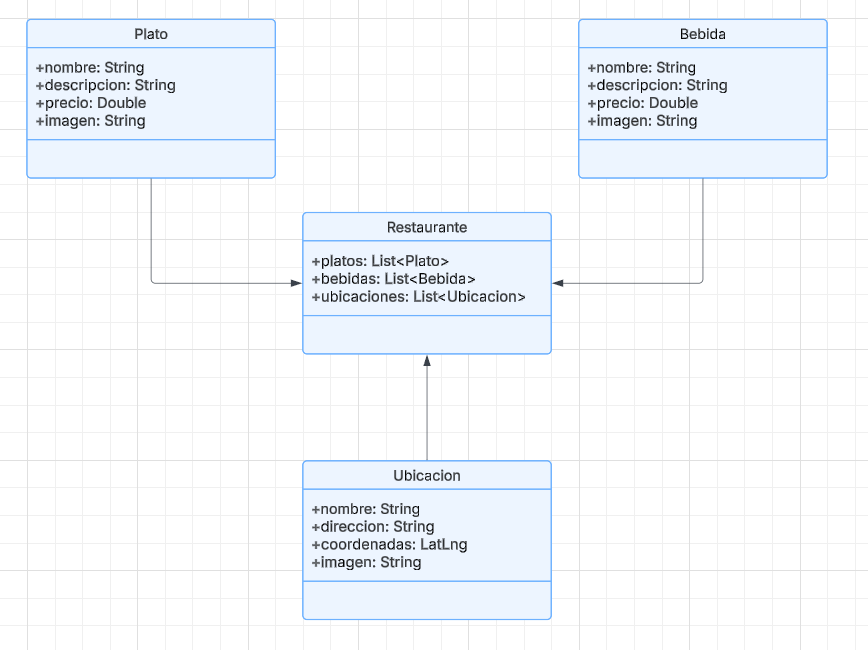 Plato
+nombre: String
+descripcion: String
+precio: Double
+imagen: String
Bebida
+nombre: String
+descripcion: String
+precio: Double
+imagen: String
Restaurante
+platos: List<Plato>
+bebidas: List<Bebida>
+ubicaciones: List<Ubicacion>
Ubicacion
+nombre: String
+direccion: String
+coordenadas: LatLng
+imagen: String